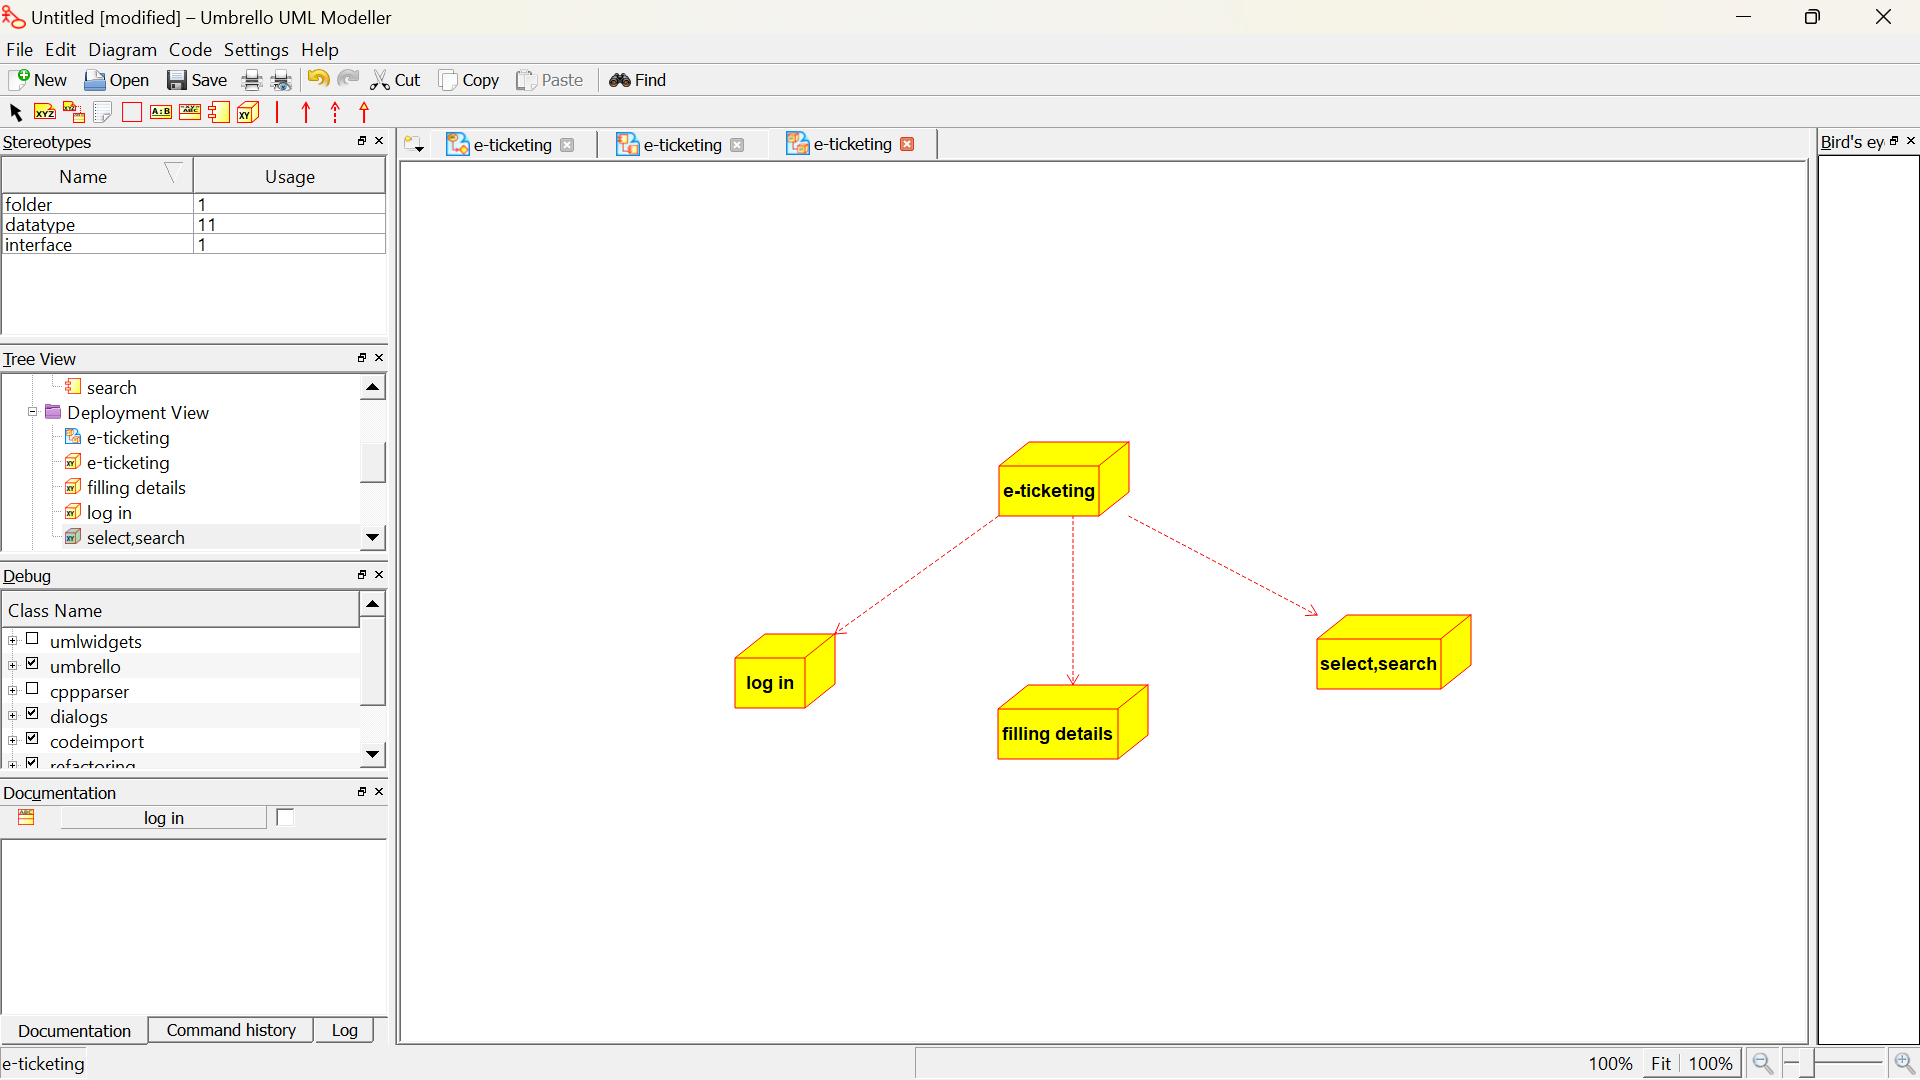 Untitled [modified] – Umbrello UML Modeller
File Edit Diagram Code Settings Help
New Open Save Cut Copy Paste Find
Stereotypes
Name Usage
folder 1
datatype 11
interface 1
Tree View
search
Deployment View
e-ticketing
e-ticketing
filling details
log in
select,search
Debug
Class Name
umlwidgets
umbrello
cppparser
dialogs
codeimport
refactoring
Documentation
log in
Documentation Command history Log
e-ticketing
e-ticketing e-ticketing e-ticketing
e-ticketing
log in
filling details
select,search
Bird's ey
100% Fit 100%